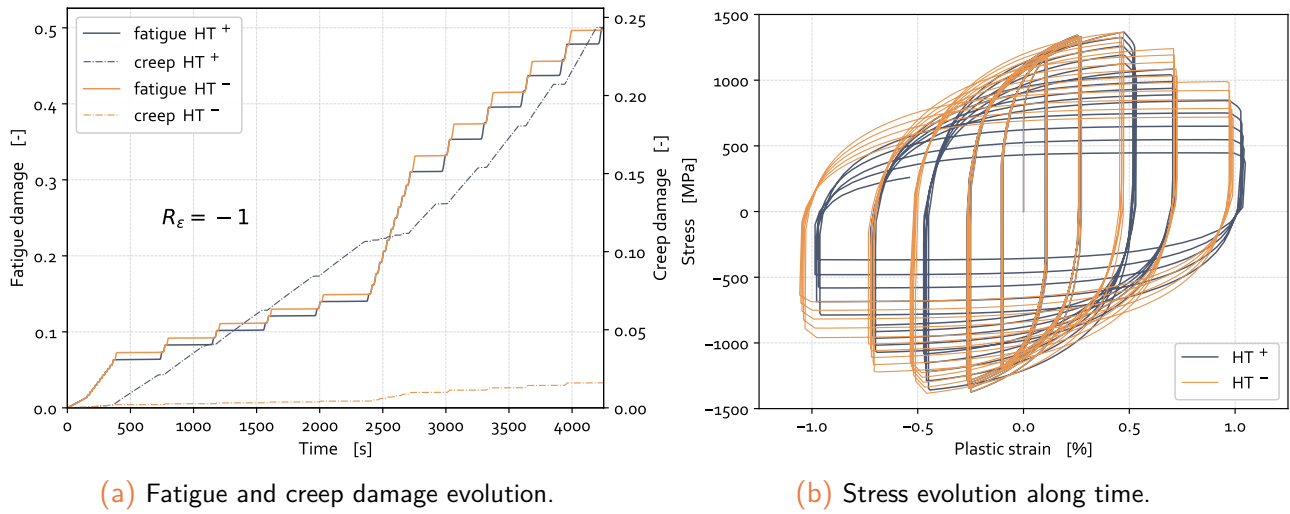 fatigue HT +
creep HT +
fatigue HT −
creep HT −
Rε = −1
Fatigue damage [-]
0.5
0.4
0.3
0.2
0.1
0.0
0 500 1000 1500 2000 2500 3000 3500 4000
Time [s]
0.25
0.20
0.15
0.10
0.05
0.00
Creep damage [-]
(a) Fatigue and creep damage evolution.
Stress [MPa]
1500
1000
500
0
−500
−1000
−1500
HT +
HT −
−1.0 −0.5 0.0 0.5 1.0
Plastic strain [%]
(b) Stress evolution along time.